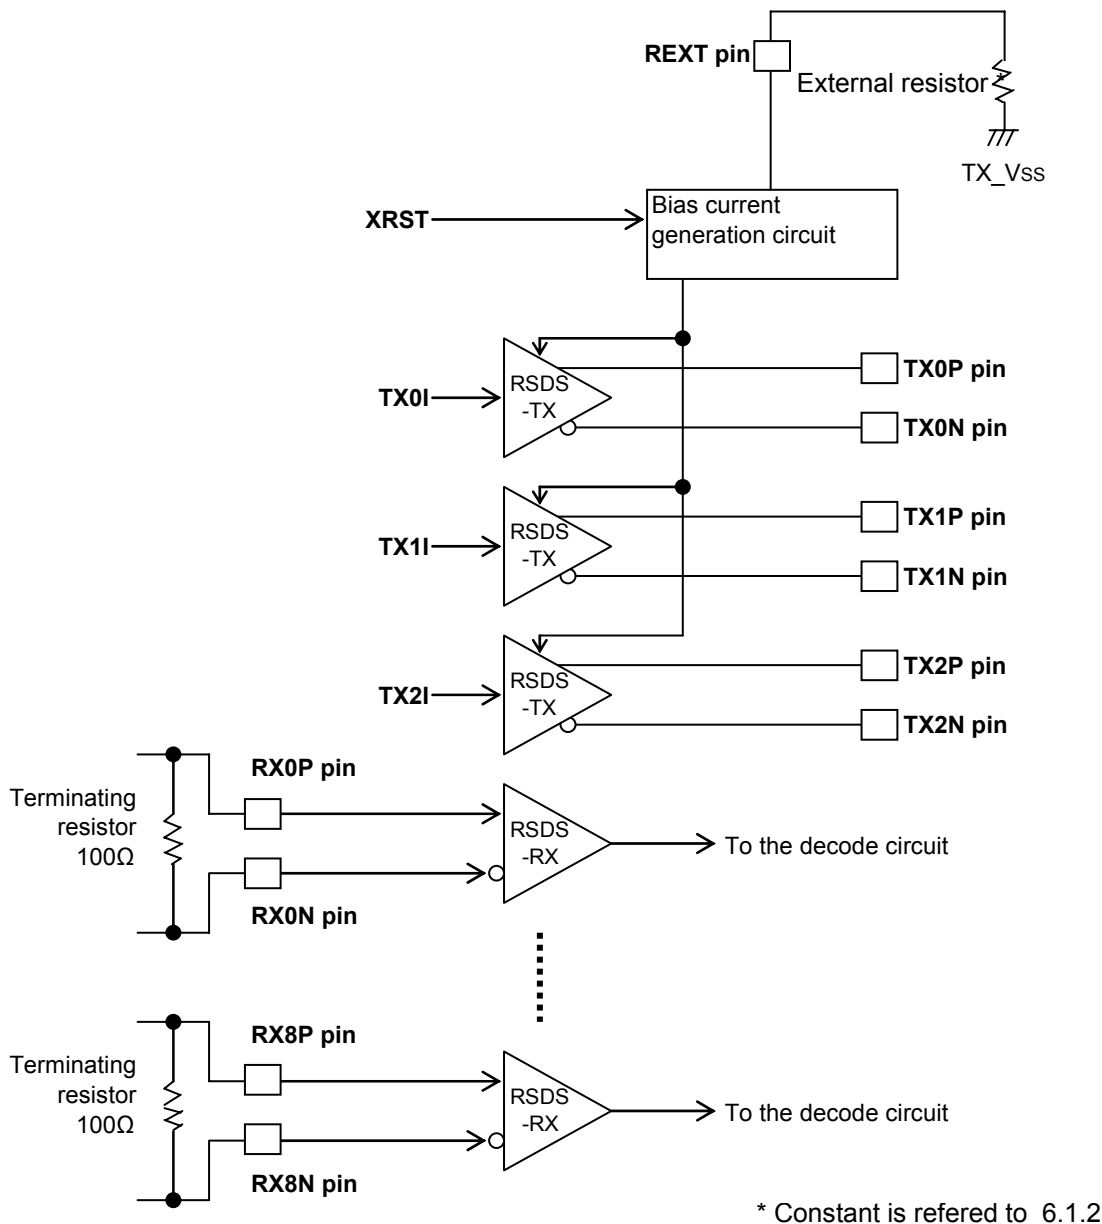 REXT pin
External resistor *
TX_VSS
XRST
Bias current
generation circuit
TX0I
RSDS
-TX
TX0P pin
TX0N pin
TX1I
RSDS
-TX
TX1P pin
TX1N pin
TX2I
RSDS
-TX
TX2P pin
TX2N pin
RX0P pin
Terminating
resistor
100Ω
RSDS
-RX
To the decode circuit
RX0N pin
RX8P pin
Terminating
resistor
100Ω
RSDS
-RX
To the decode circuit
RX8N pin
* Constant is refered to 6.1.2